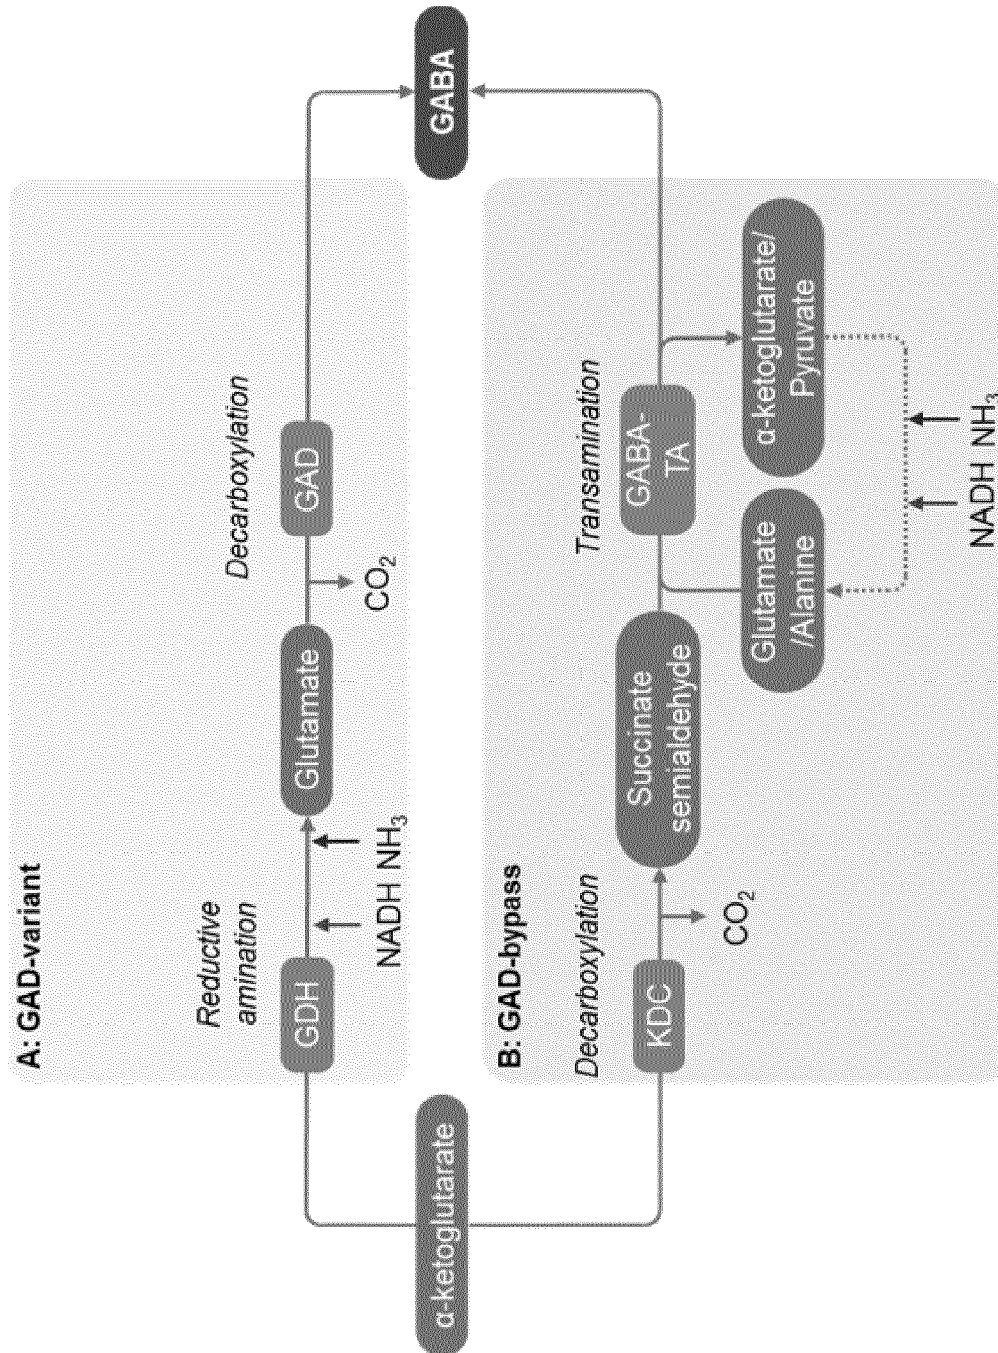 A: GAD-variant
Reductive
amination
Decarboxylation
GDH
Glutamate
GAD
NADH NH₃
CO₂
α-ketoglutarate
GABA
B: GAD-bypass
Decarboxylation
Transamination
KDC
Succinate
semialdehyde
GABA-
TA
CO₂
Glutamate
/Alanine
α-ketoglutarate/
Pyruvate
NADH NH₃